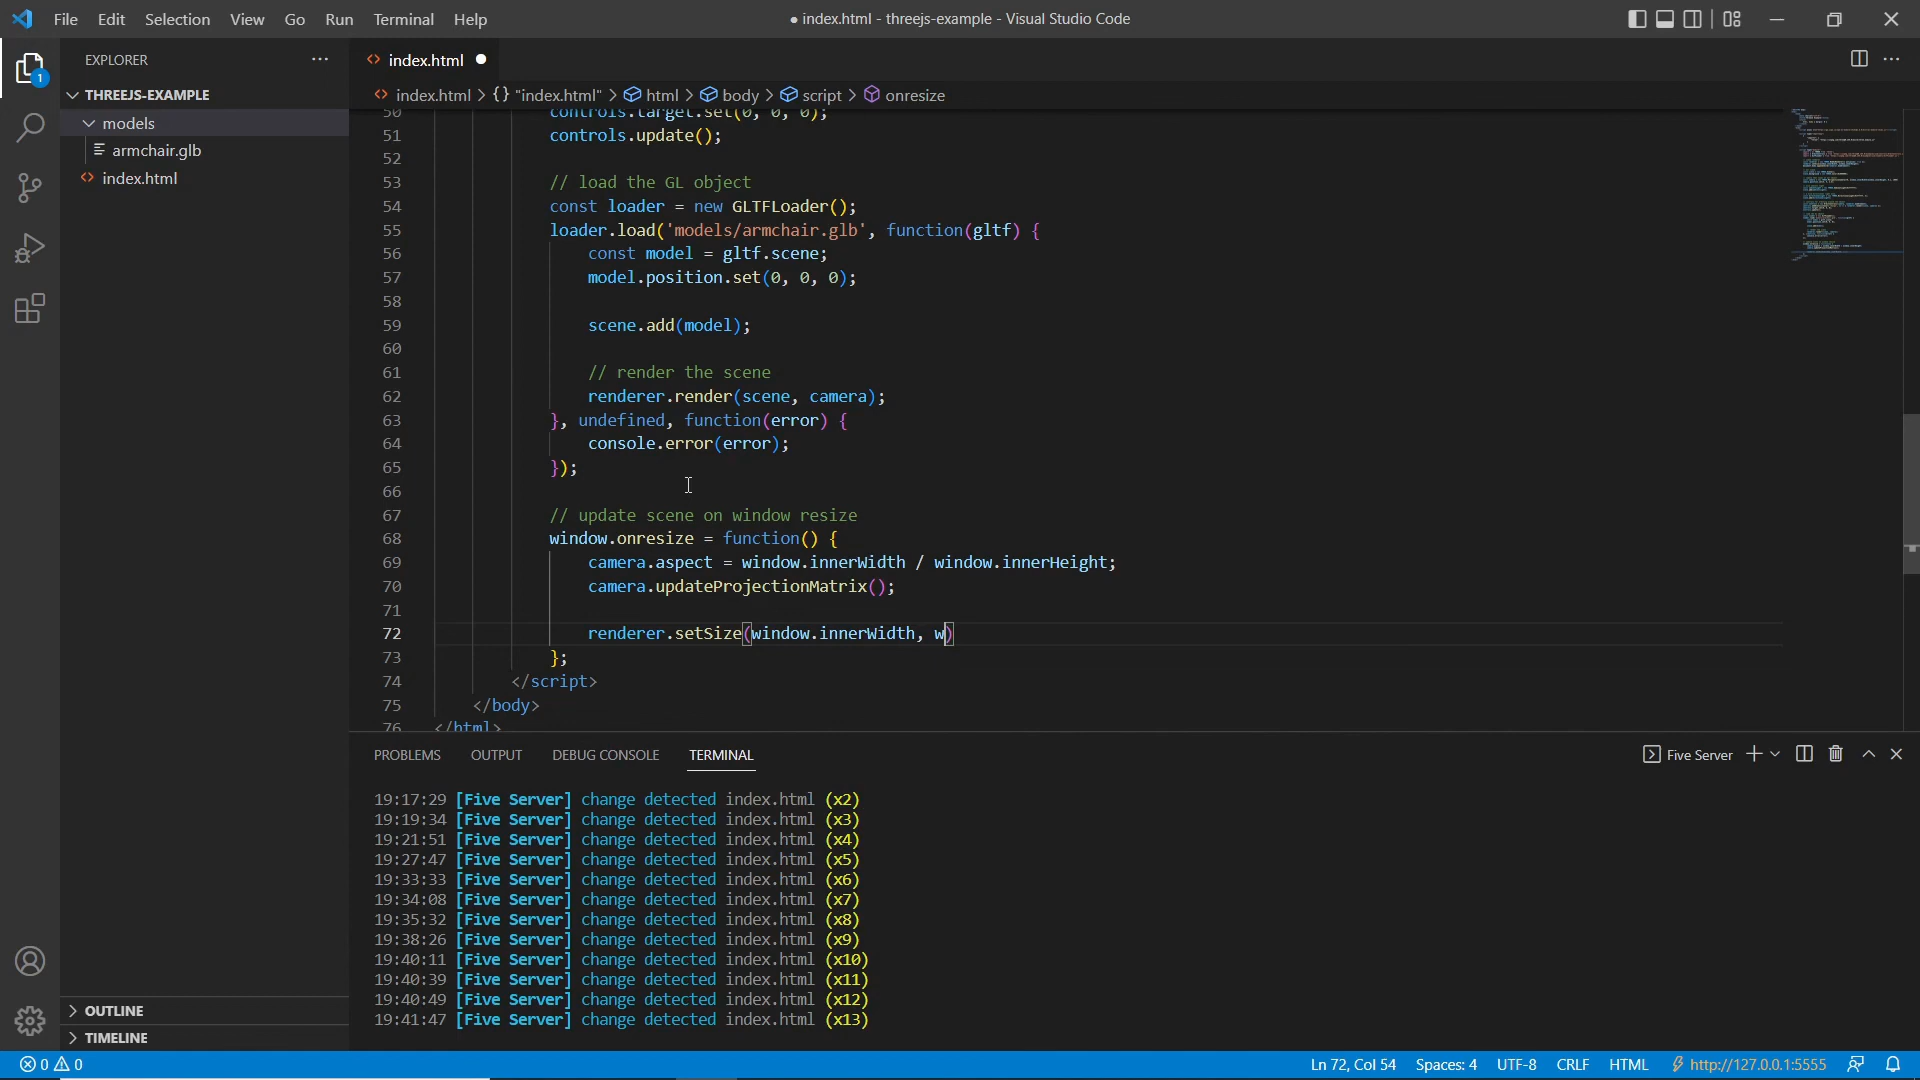 File Edit Selection View Go Run Terminal Help
● index.html - threejs-example - Visual Studio Code
EXPLORER
index.html
THREEJS-EXAMPLE
index.html > {} "index.html" > html > body > script > onresize
models
armchair.glb
index.html
1
50 controls.target.set(0, 0, 0);
51 controls.update();
52
53 // load the GL object
54 const loader = new GLTFLoader();
55 loader.load('models/armchair.glb', function(gltf) {
56 const model = gltf.scene;
57 model.position.set(0, 0, 0);
58
59 scene.add(model);
60
61 // render the scene
62 renderer.render(scene, camera);
63 }, undefined, function(error) {
64 console.error(error);
65 });
66
67 // update scene on window resize
68 window.onresize = function() {
69 camera.aspect = window.innerWidth / window.innerHeight;
70 camera.updateProjectionMatrix();
71
72 renderer.setSize(window.innerWidth, w)
73 };
74 </script>
75 </body>
76 </html>
PROBLEMS OUTPUT DEBUG CONSOLE TERMINAL
Five Server
19:17:29 [Five Server] change detected index.html (x2)
19:19:34 [Five Server] change detected index.html (x3)
19:21:51 [Five Server] change detected index.html (x4)
19:27:47 [Five Server] change detected index.html (x5)
19:33:33 [Five Server] change detected index.html (x6)
19:34:08 [Five Server] change detected index.html (x7)
19:35:32 [Five Server] change detected index.html (x8)
19:38:26 [Five Server] change detected index.html (x9)
19:40:11 [Five Server] change detected index.html (x10)
19:40:39 [Five Server] change detected index.html (x11)
19:40:49 [Five Server] change detected index.html (x12)
19:41:47 [Five Server] change detected index.html (x13)
OUTLINE
TIMELINE
0 0
Ln 72, Col 54 Spaces: 4 UTF-8 CRLF HTML http://127.0.0.1:5555